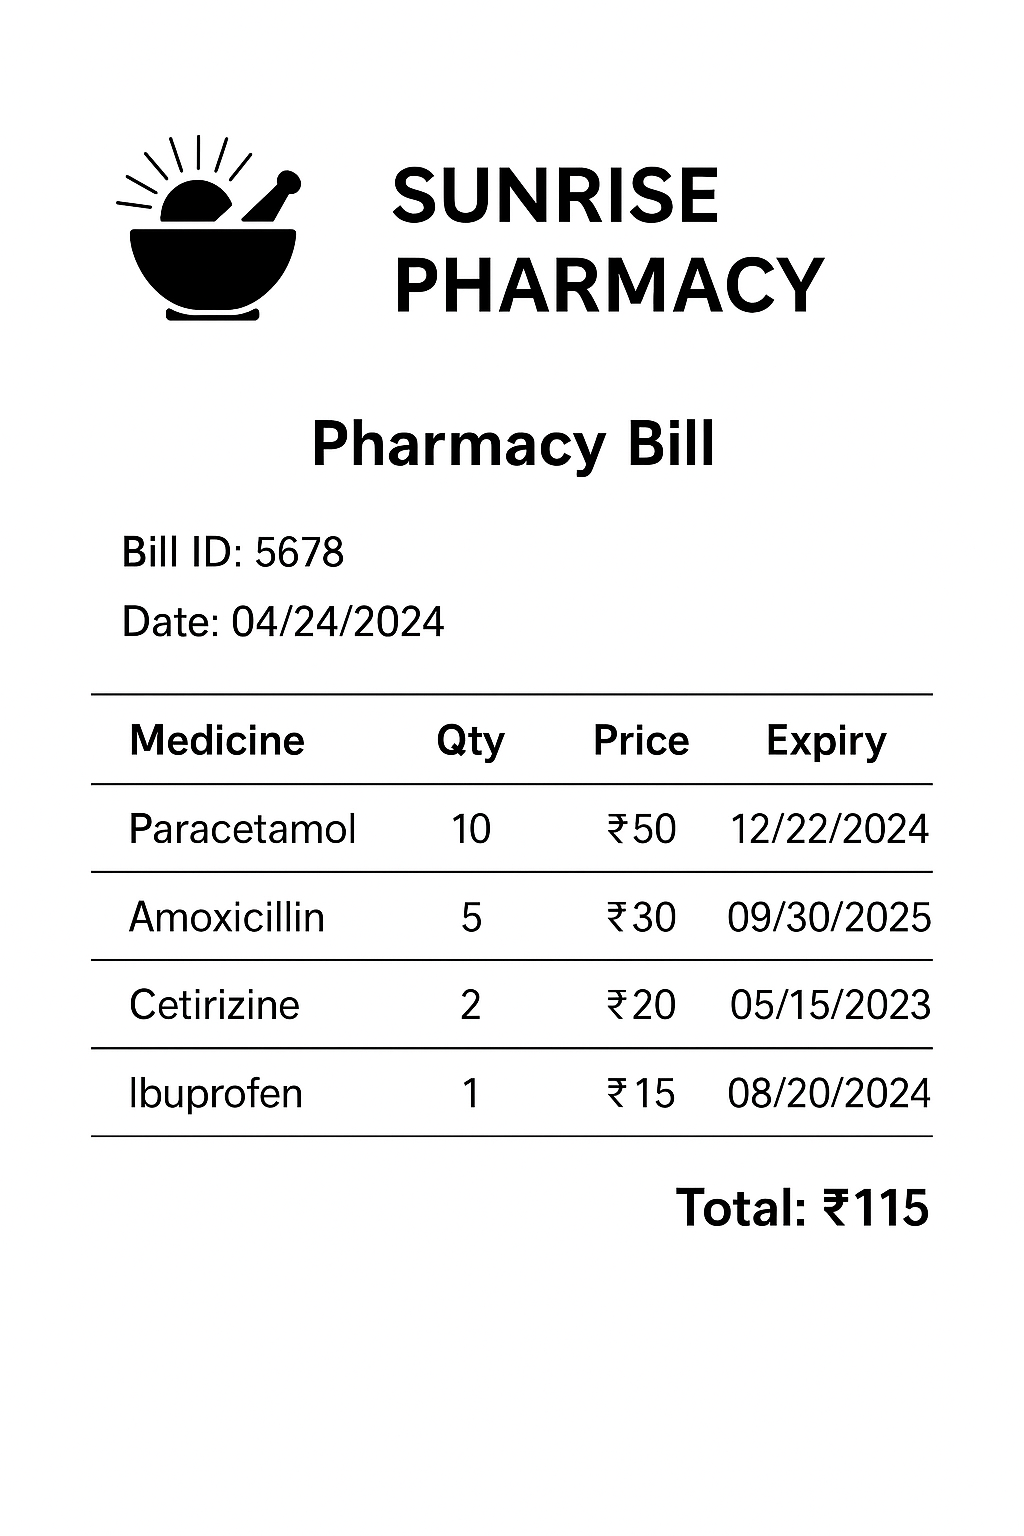 SUNRISE
PHARMACY
Pharmacy Bill
Bill ID: 5678
Date: 04/24/2024
Medicine Qty Price Expiry
Paracetamol 10 ₹50 12/22/2024
Amoxicillin 5 ₹30 09/30/2025
Cetirizine 2 ₹20 05/15/2023
Ibuprofen 1 ₹15 08/20/2024
Total: ₹115